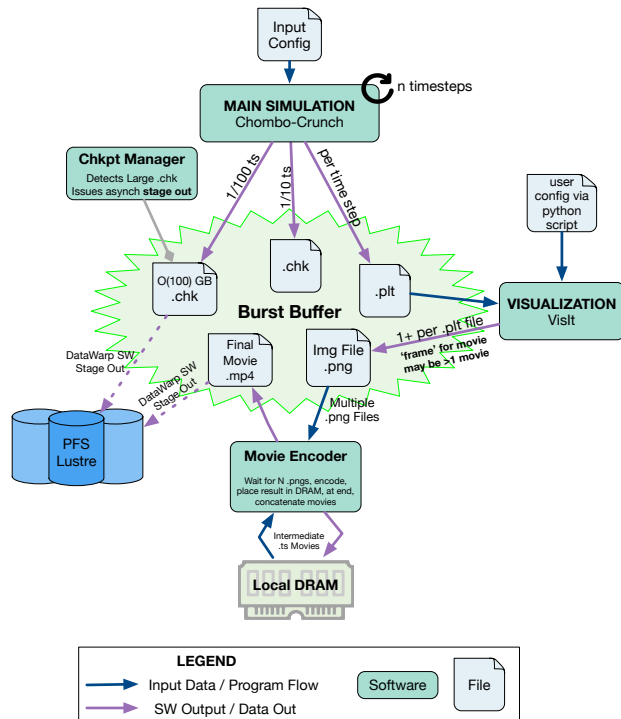 Input
Config
n timesteps
MAIN SIMULATION
Chombo-Crunch
Chkpt Manager
Detects Large .chk
Issues asynch stage out
1/100 ts
1/10 ts
per time step
user
config via
python
script
O(100) GB
.chk
.chk
.plt
Burst Buffer
VISUALIZATION
VisIt
1+ per .plt file
'frame' for movie
may be >1 movie
Final
Movie
.mp4
Img File
.png
DataWarp SW
Stage Out
DataWarp SW
Stage Out
Multiple
.png Files
PFS
Lustre
Movie Encoder
Wait for N .pngs, encode,
place result in DRAM, at end,
concatenate movies
Intermediate
.ts Movies
Local DRAM
LEGEND
Input Data / Program Flow
SW Output / Data Out
Software
File